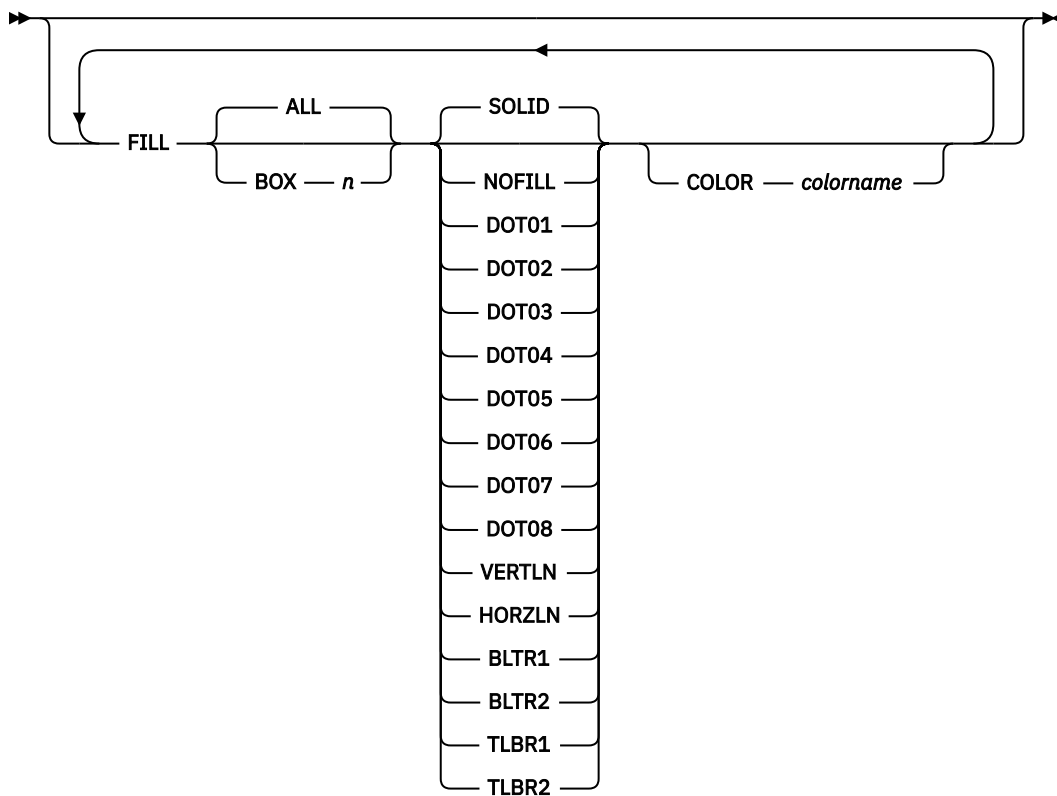 ALL SOLID
FILL
BOX n NOFILL COLOR colorname
DOT01
DOT02
DOT03
DOT04
DOT05
DOT06
DOT07
DOT08
VERTLN
HORZLN
BLTR1
BLTR2
TLBR1
TLBR2